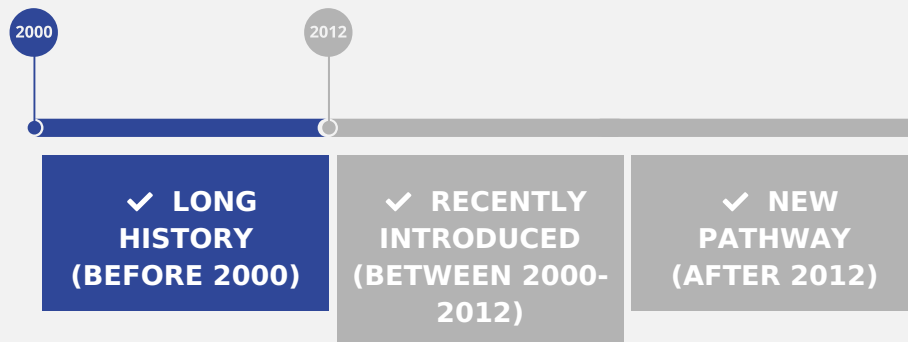 2000
2012
✓ LONG
HISTORY
(BEFORE 2000)
✓ RECENTLY
INTRODUCED
(BETWEEN 2000-
2012)
✓ NEW
PATHWAY
(AFTER 2012)